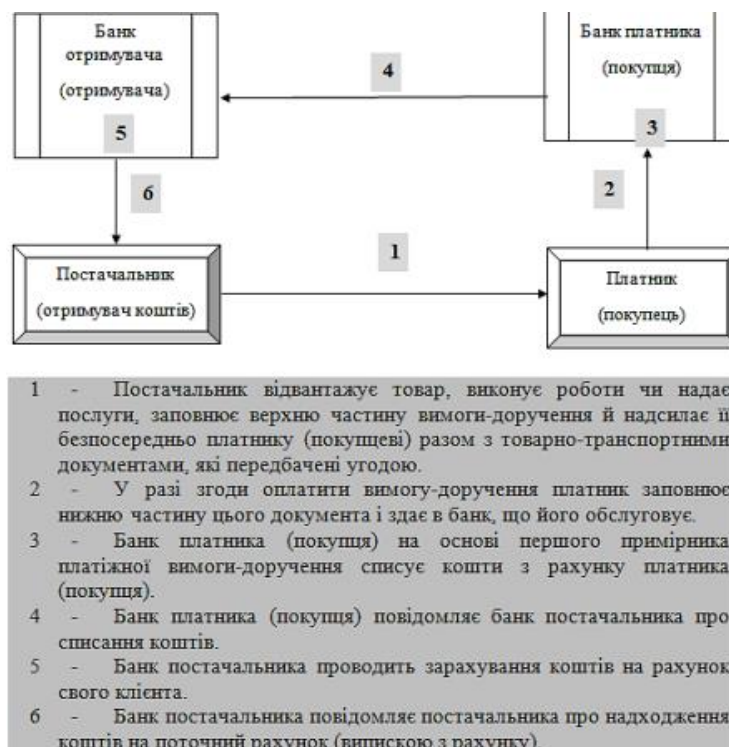 Банк
отримувача
(отримувача)
5
Банк платника
(покупця)
3
4
6
2
1
Постачальник
(отримувач коштів)
Платник
(покупець)
1 - Постачальник відвантажує товар, виконує роботи чи надає
послуги, заповнює верхню частину вимоги-доручення й надсилає її
безпосередньо платнику (покупцеві) разом з товарно-транспортними
документами, які передбачені угодою.
2 - У разі згоди оплатити вимогу-доручення платник заповнює
нижню частину цього документа і здає в банк, що його обслуговує.
3 - Банк платника (покупця) на основі першого примірника
платіжної вимоги-доручення списує кошти з рахунку платника
(покупця).
4 - Банк платника (покупця) повідомляє банк постачальника про
списання коштів.
5 - Банк постачальника проводить зарахування коштів на рахунок
свого клієнта.
6 - Банк постачальника повідомляє постачальника про надходження
коштів на поточний рахунок (випискою з рахунку)